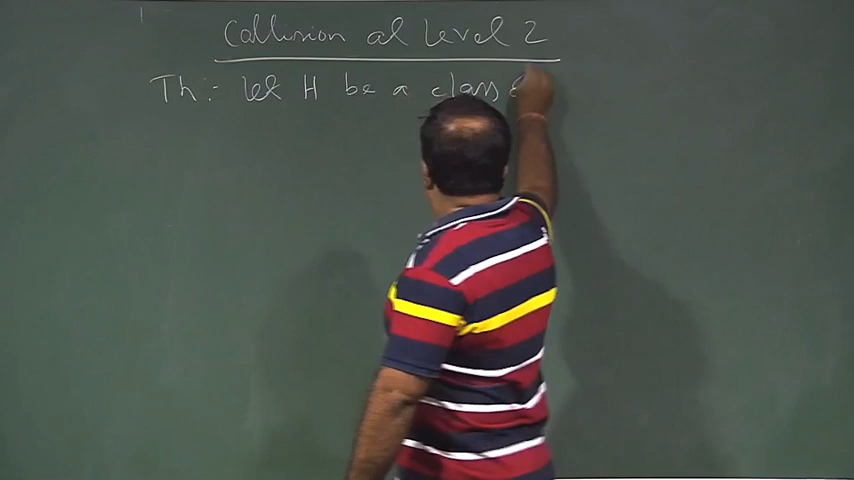 Collision at level 2
Th:- let H be a class